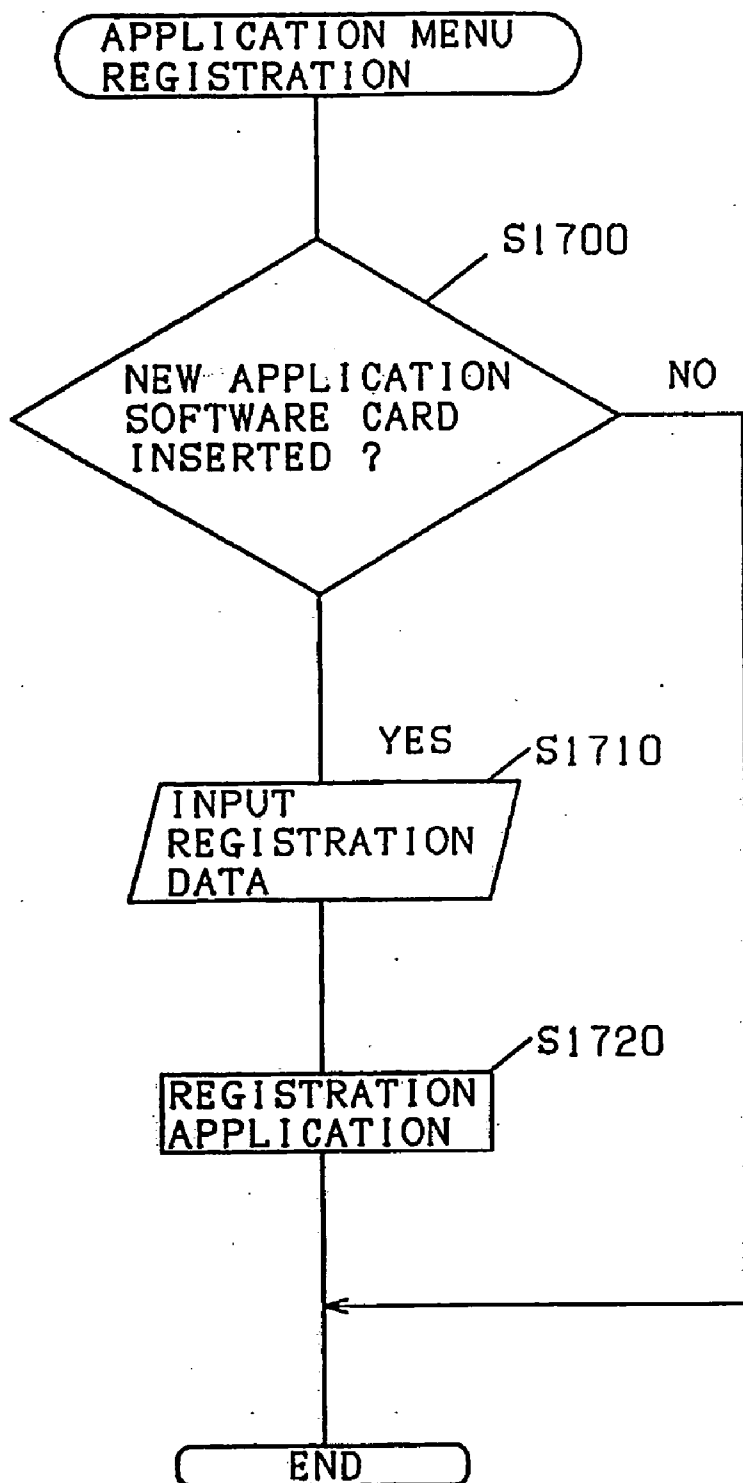 APPLICATION MENU
REGISTRATION
S1700
NEW APPLICATION
SOFTWARE CARD
INSERTED ?
NO
YES
S1710
INPUT
REGISTRATION
DATA
S1720
REGISTRATION
APPLICATION
END